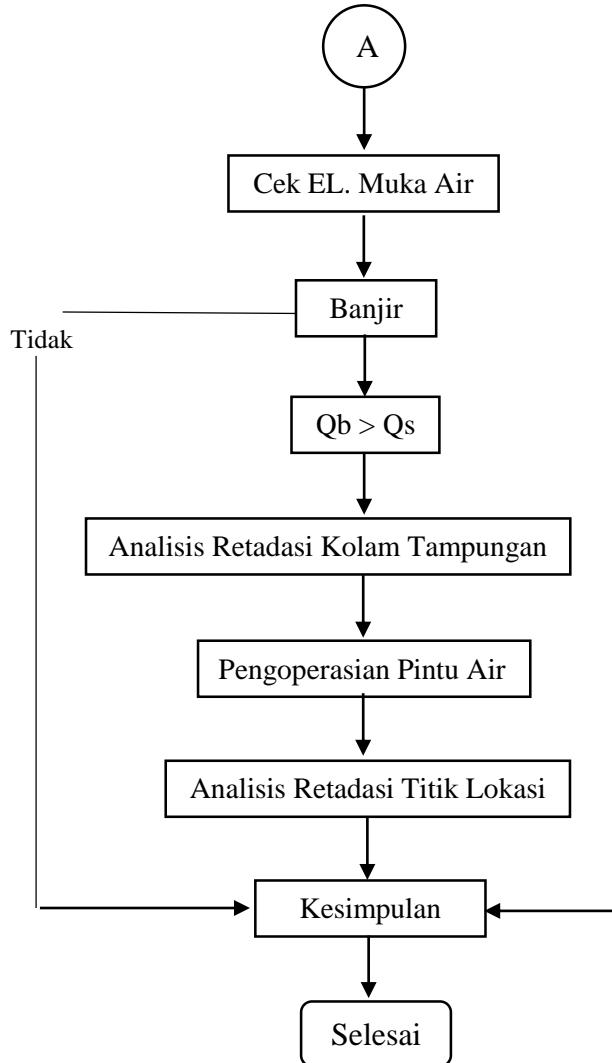 A
Cek EL. Muka Air
Banjir
Tidak
Qb > Qs
Analisis Retadasi Kolam Tampungan
Pengoperasian Pintu Air
Analisis Retadasi Titik Lokasi
Kesimpulan
Selesai